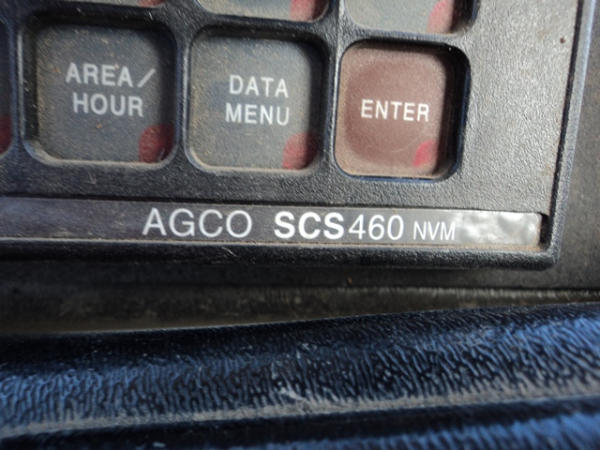 AREA/
HOUR
DATA
MENU
ENTER
AGCO SCS460 NVM